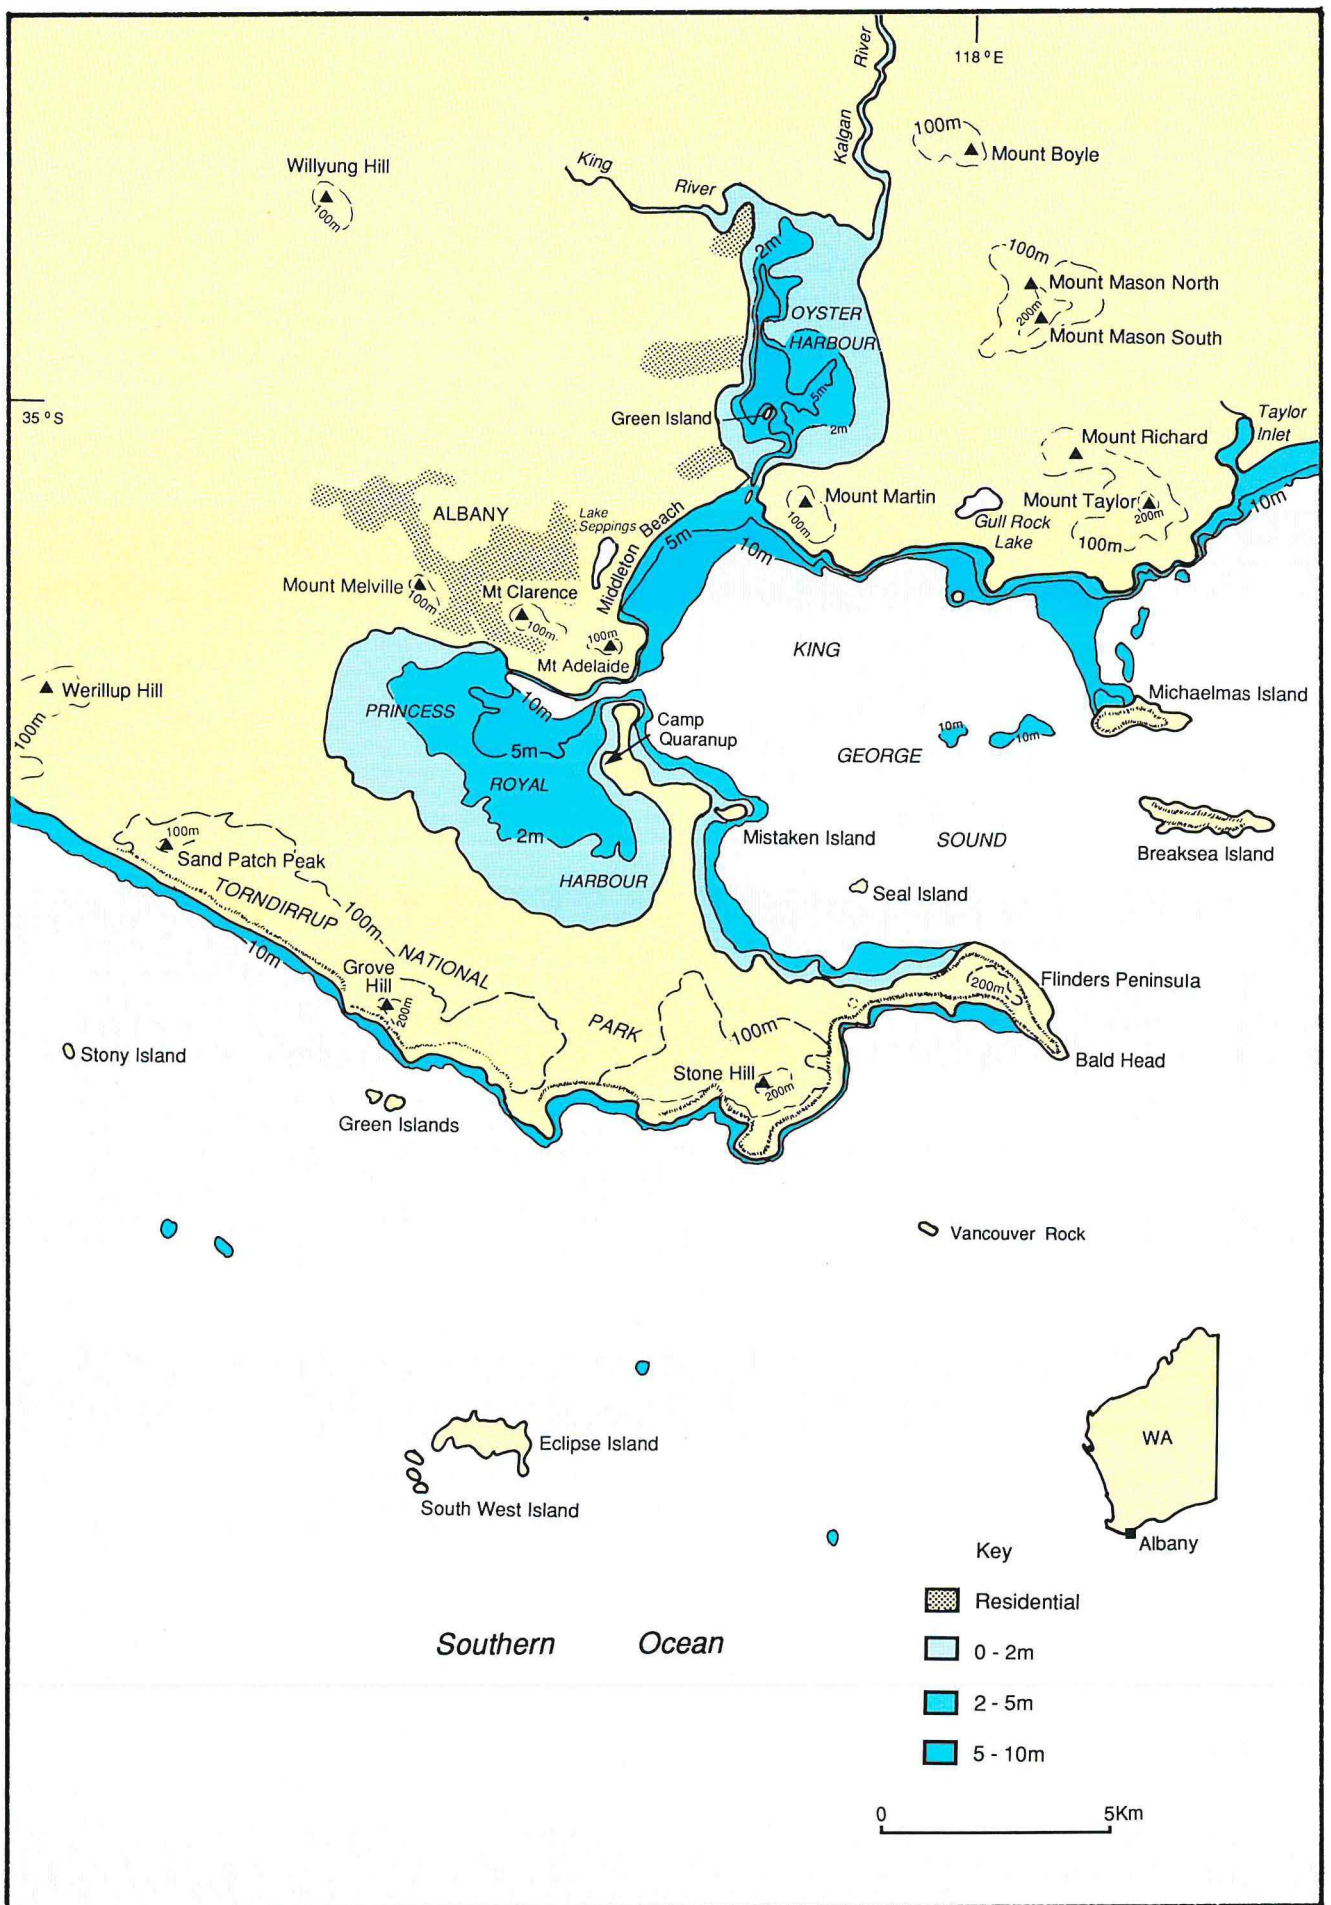 118°E
Kalgan River
100m
Mount Boyle
Willyung Hill
100m
King River
2m
100m
Mount Mason North
200m
Mount Mason South
OYSTER
HARBOUR
5m
2m
35°S
Green Island
Taylor
Inlet
Mount Richard
Mount Martin
100m
Mount Taylor
200m
100m
10m
Gull Rock
Lake
ALBANY
Lake
Seppings
Middleton Beach
5m
10m
Mount Melville
100m
Mt Clarence
100m
100m
Mt Adelaide
KING
Werillup Hill
100m
Michaelmas Island
PRINCESS
10m
Camp
Quaranup
10m
10m
5m
GEORGE
ROYAL
2m
Mistaken Island
SOUND
Breaksea Island
100m
Sand Patch Peak
HARBOUR
Seal Island
TORNDIRRUP
100m
10m
NATIONAL
Grove
Hill
200m
200m
Flinders Peninsula
PARK
100m
Stony Island
Stone Hill
200m
Bald Head
Green Islands
Vancouver Rock
Eclipse Island
South West Island
WA
Albany
Key
Residential
0 - 2m
2 - 5m
5 - 10m
Southern Ocean
0 5Km